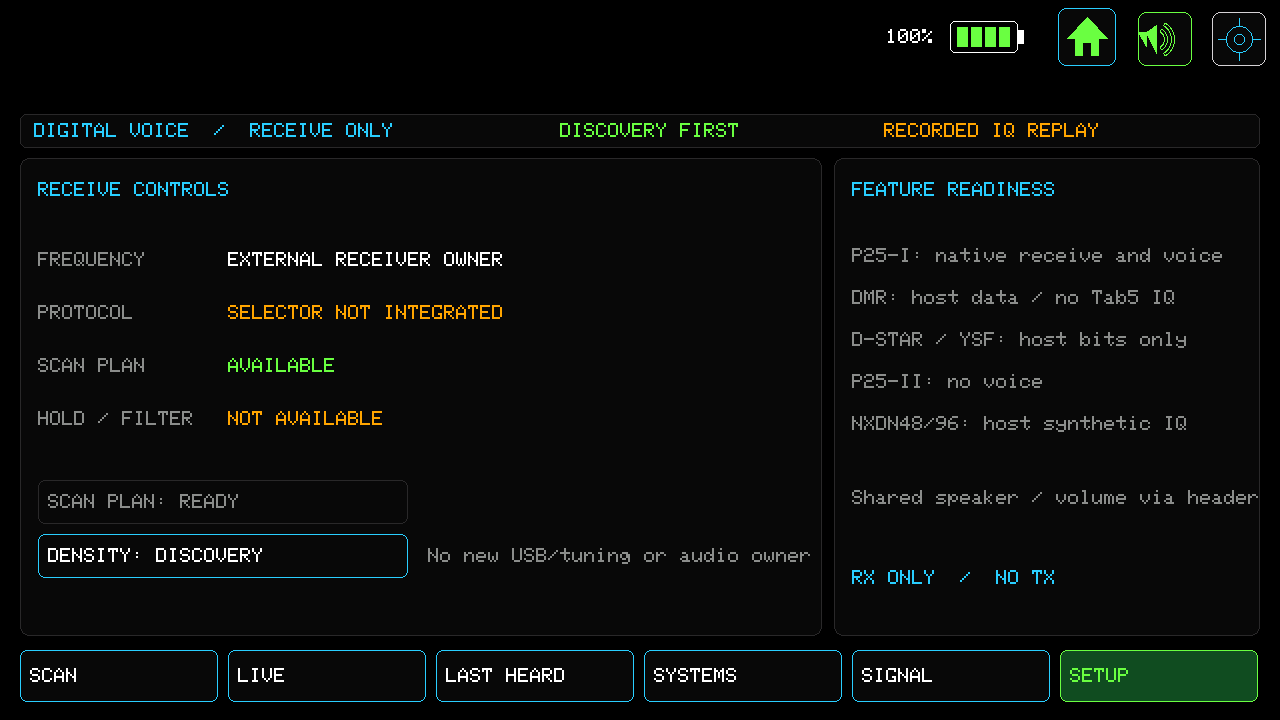 100%
DIGITAL VOICE / RECEIVE ONLY
DISCOVERY FIRST
RECORDED IQ REPLAY
RECEIVE CONTROLS
FREQUENCY EXTERNAL RECEIVER OWNER
PROTOCOL SELECTOR NOT INTEGRATED
SCAN PLAN AVAILABLE
HOLD / FILTER NOT AVAILABLE
SCAN PLAN: READY
DENSITY: DISCOVERY
No new USB/tuning or audio owner
FEATURE READINESS
P25-I: native receive and voice
DMR: host data / no Tab5 IQ
D-STAR / YSF: host bits only
P25-II: no voice
NXDN48/96: host synthetic IQ
Shared speaker / volume via header
RX ONLY / NO TX
SCAN
LIVE
LAST HEARD
SYSTEMS
SIGNAL
SETUP